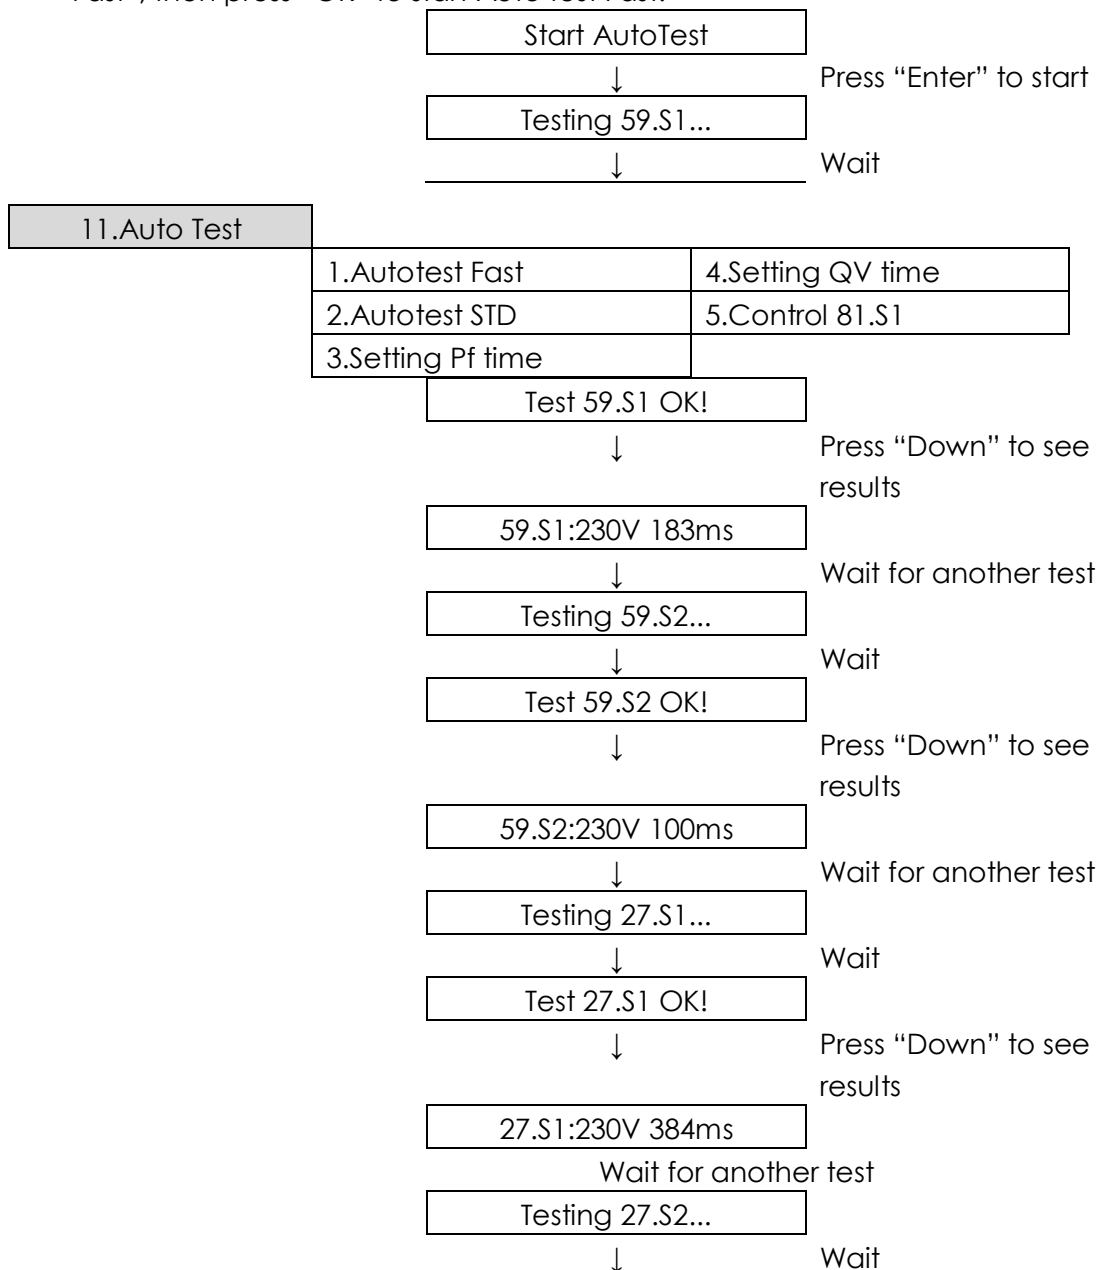 Fast”, then press “OK” to start Auto Test Fast.
Start AutoTest
↓ Press “Enter” to start
Testing 59.S1...
↓ Wait
11.Auto Test
1.Autotest Fast 4.Setting QV time
2.Autotest STD 5.Control 81.S1
3.Setting Pf time
Test 59.S1 OK!
↓ Press “Down” to see
results
59.S1:230V 183ms
↓ Wait for another test
Testing 59.S2...
↓ Wait
Test 59.S2 OK!
↓ Press “Down” to see
results
59.S2:230V 100ms
↓ Wait for another test
Testing 27.S1...
↓ Wait
Test 27.S1 OK!
↓ Press “Down” to see
results
27.S1:230V 384ms
Wait for another test
Testing 27.S2...
↓ Wait